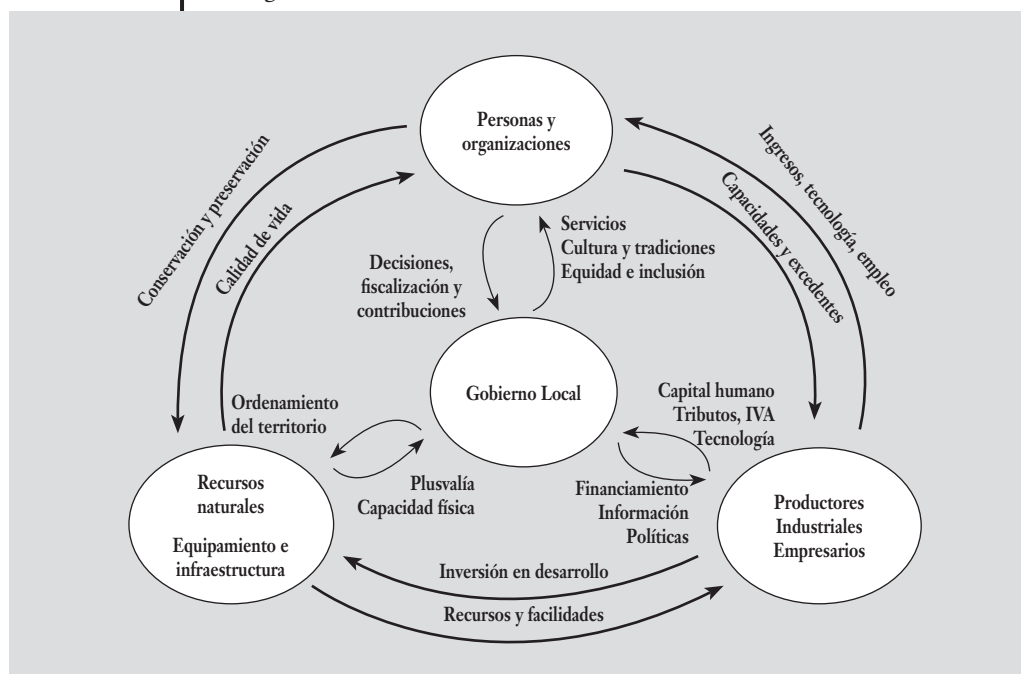 Personas y
organizaciones
Conservación y preservación
Calidad de vida
Ingresos, tecnología, empleo
Capacidades y excedentes
Decisiones,
fiscalización y
contribuciones
Servicios
Cultura y tradiciones
Equidad e inclusión
Gobierno Local
Ordenamiento
del territorio
Plusvalía
Capacidad física
Capital humano
Tributos, IVA
Tecnología
Financiamiento
Información
Políticas
Recursos
naturales
Equipamiento e
infraestructura
Productores
Industriales
Empresarios
Inversión en desarrollo
Recursos y facilidades